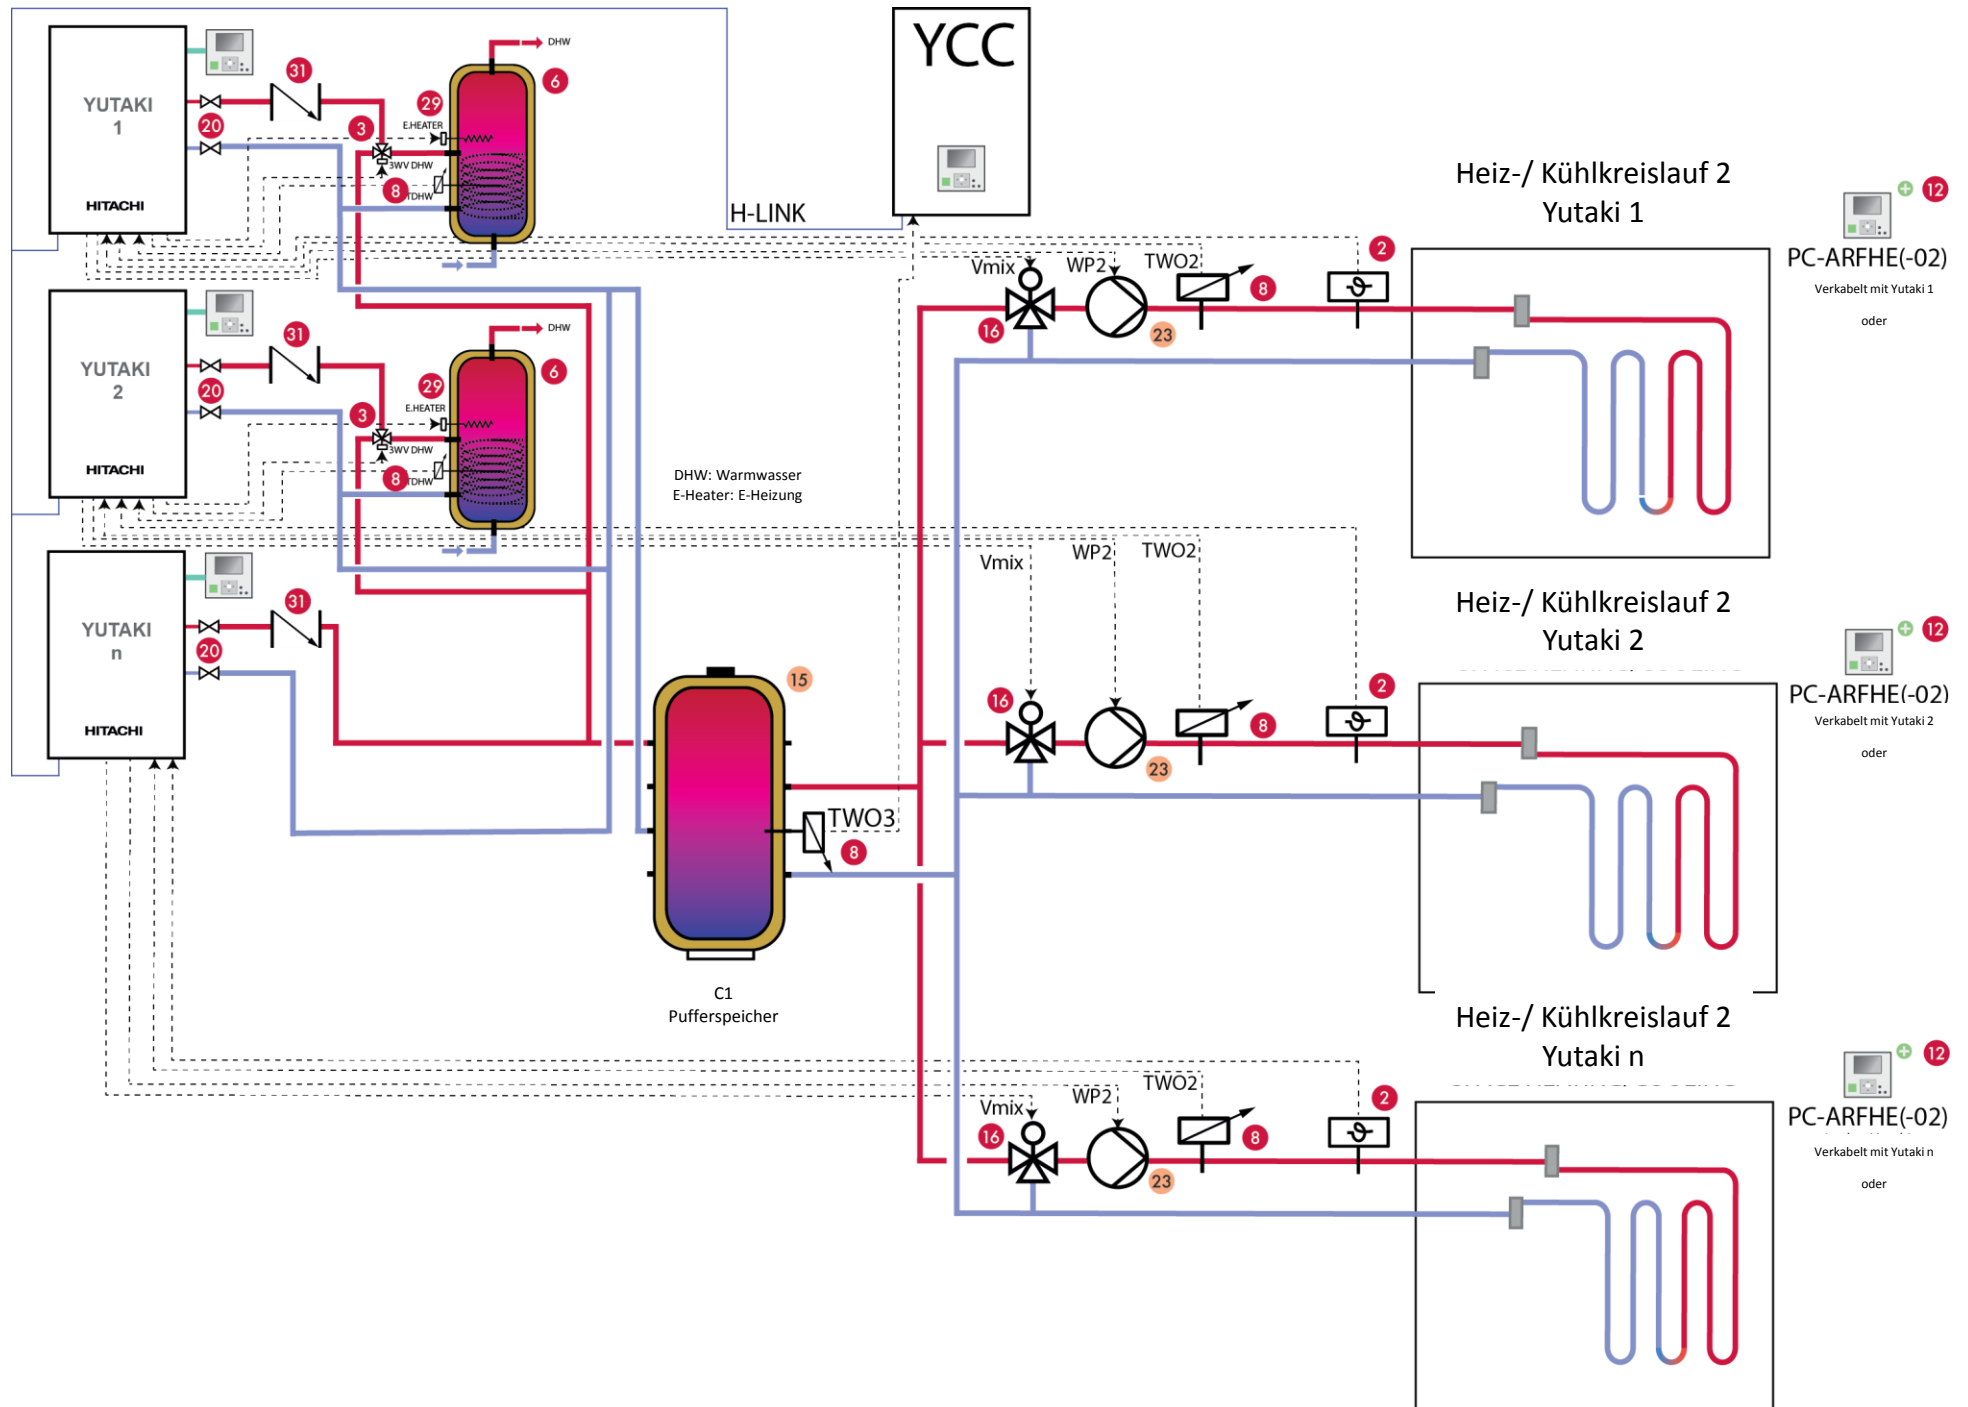 YCC
31
DHW
6
YUTAKI
1
29
E.HEATER
20
3
3WV DHW
8
TDHW
HITACHI
H-LINK
Heiz-/ Kühlkreislauf 2
Yutaki 1
12
PC-ARFHE(-02)
Verkabelt mit Yutaki 1
oder
Vmix
WP2
TWO2
2
8
16
23
31
DHW
6
YUTAKI
2
29
E.HEATER
20
3
3WV DHW
8
TDHW
HITACHI
DHW: Warmwasser
E-Heater: E-Heizung
Vmix
WP2
TWO2
Heiz-/ Kühlkreislauf 2
Yutaki 2
12
PC-ARFHE(-02)
Verkabelt mit Yutaki 2
oder
2
16
8
23
31
YUTAKI
n
20
HITACHI
15
TWO3
8
C1
Pufferspeicher
Heiz-/ Kühlkreislauf 2
Yutaki n
12
PC-ARFHE(-02)
Verkabelt mit Yutaki n
oder
Vmix
WP2
TWO2
2
16
8
23